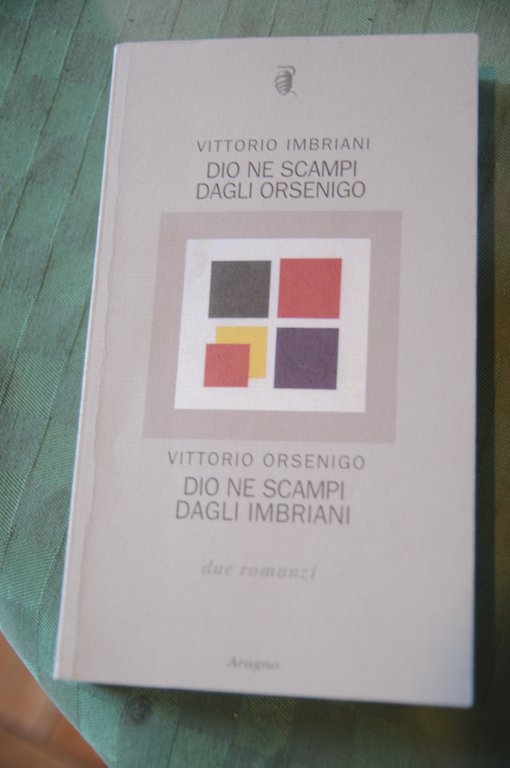 VITTORIO IMBRIANI
DIO NE SCAMPI
DAGLI ORSENIGO
VITTORIO ORSENIGO
DIO NE SCAMPI
DAGLI IMBRIANI
due romanzi
Aragno